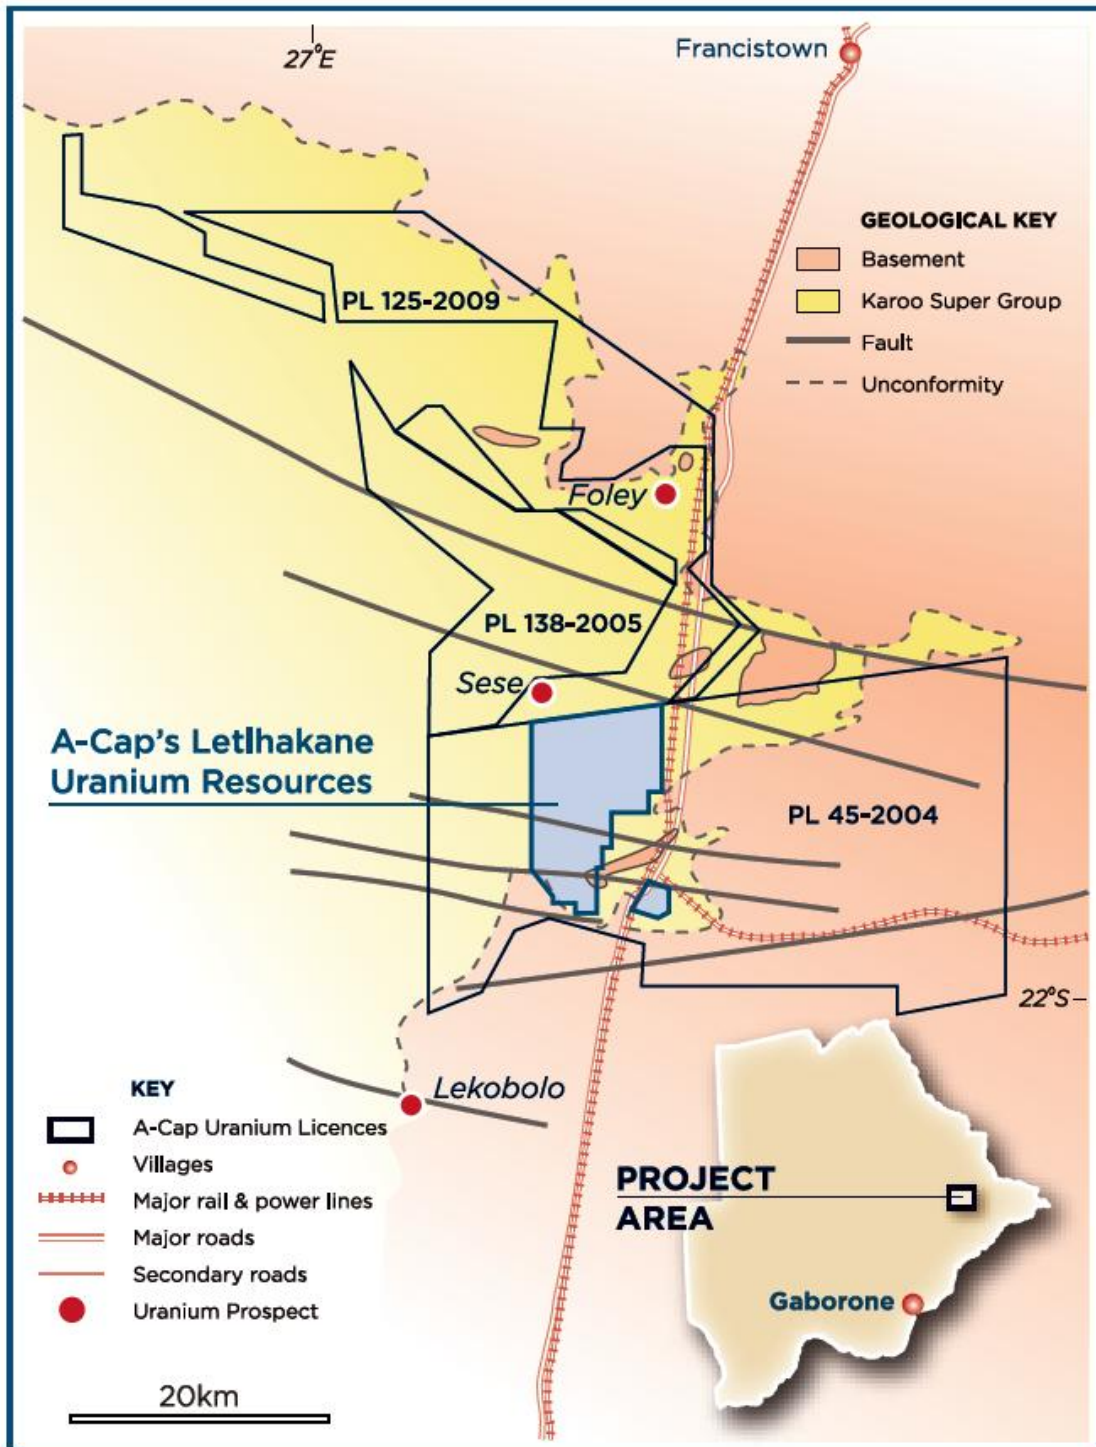 27°E
Francistown
GEOLOGICAL KEY
Basement
Karoo Super Group
Fault
Unconformity
PL 125-2009
Foley
PL 138-2005
Sese
A-Cap's Letlhakane
Uranium Resources
PL 45-2004
22°S
Lekobolo
KEY
A-Cap Uranium Licences
Villages
Major rail & power lines
Major roads
Secondary roads
Uranium Prospect
20km
PROJECT
AREA
Gaborone